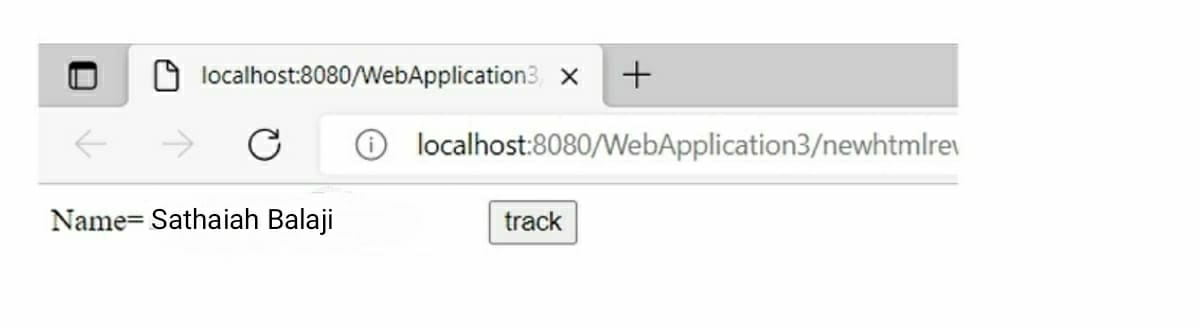 localhost:8080/WebApplication3
localhost:8080/WebApplication3/newhtmlre
Name= Sathaiah Balaji track